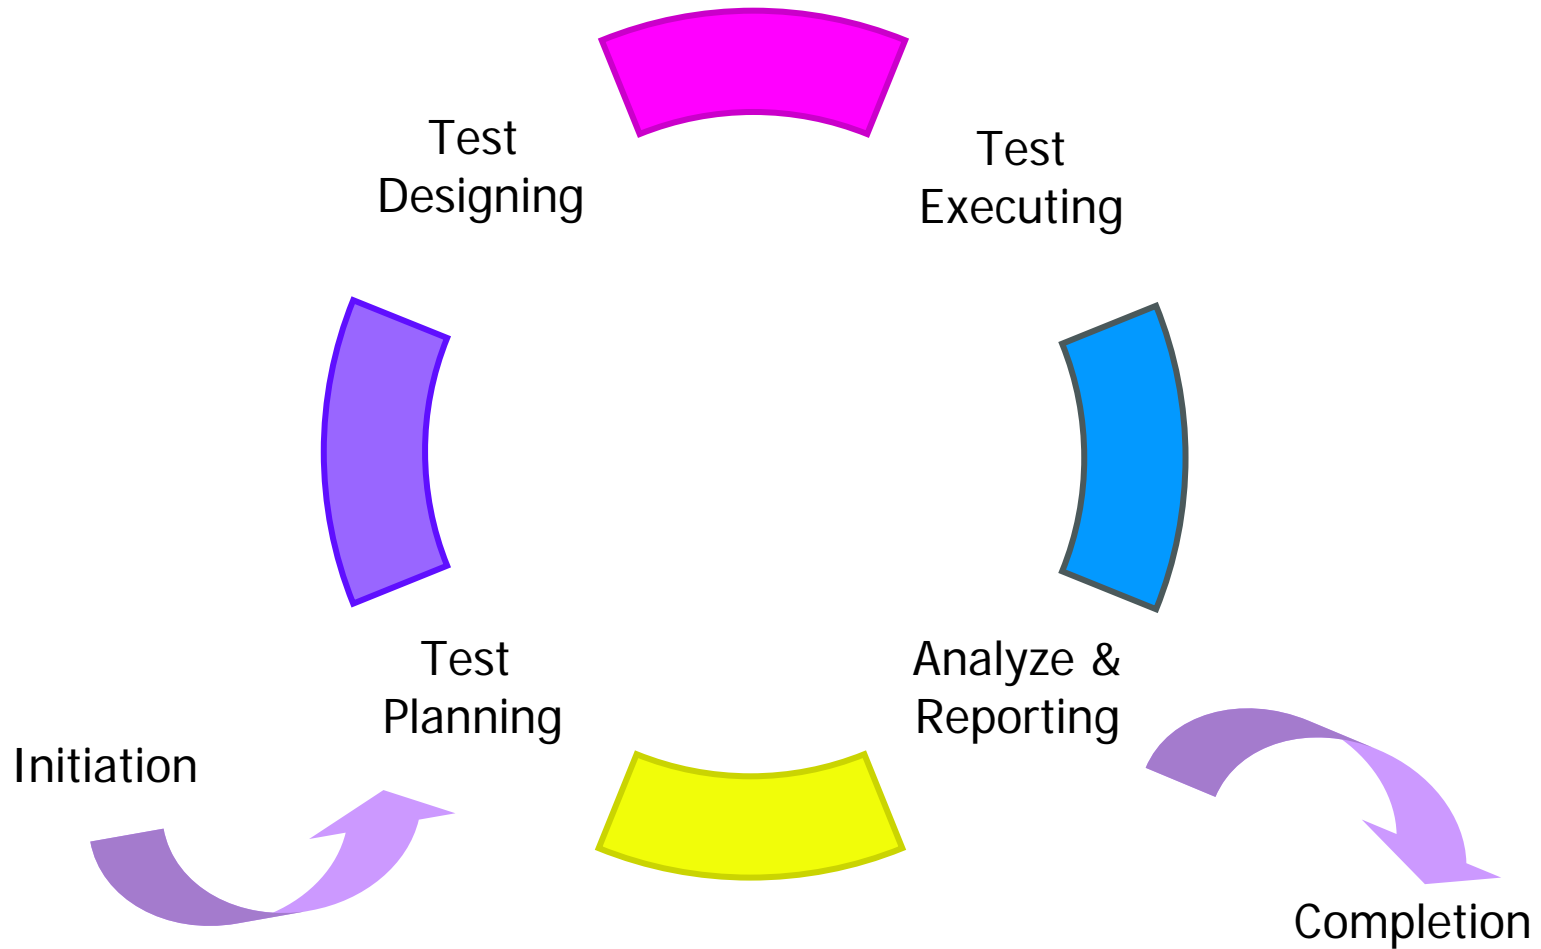 Test
Designing
Test
Executing
Test
Planning
Analyze &
Reporting
Initiation
Completion